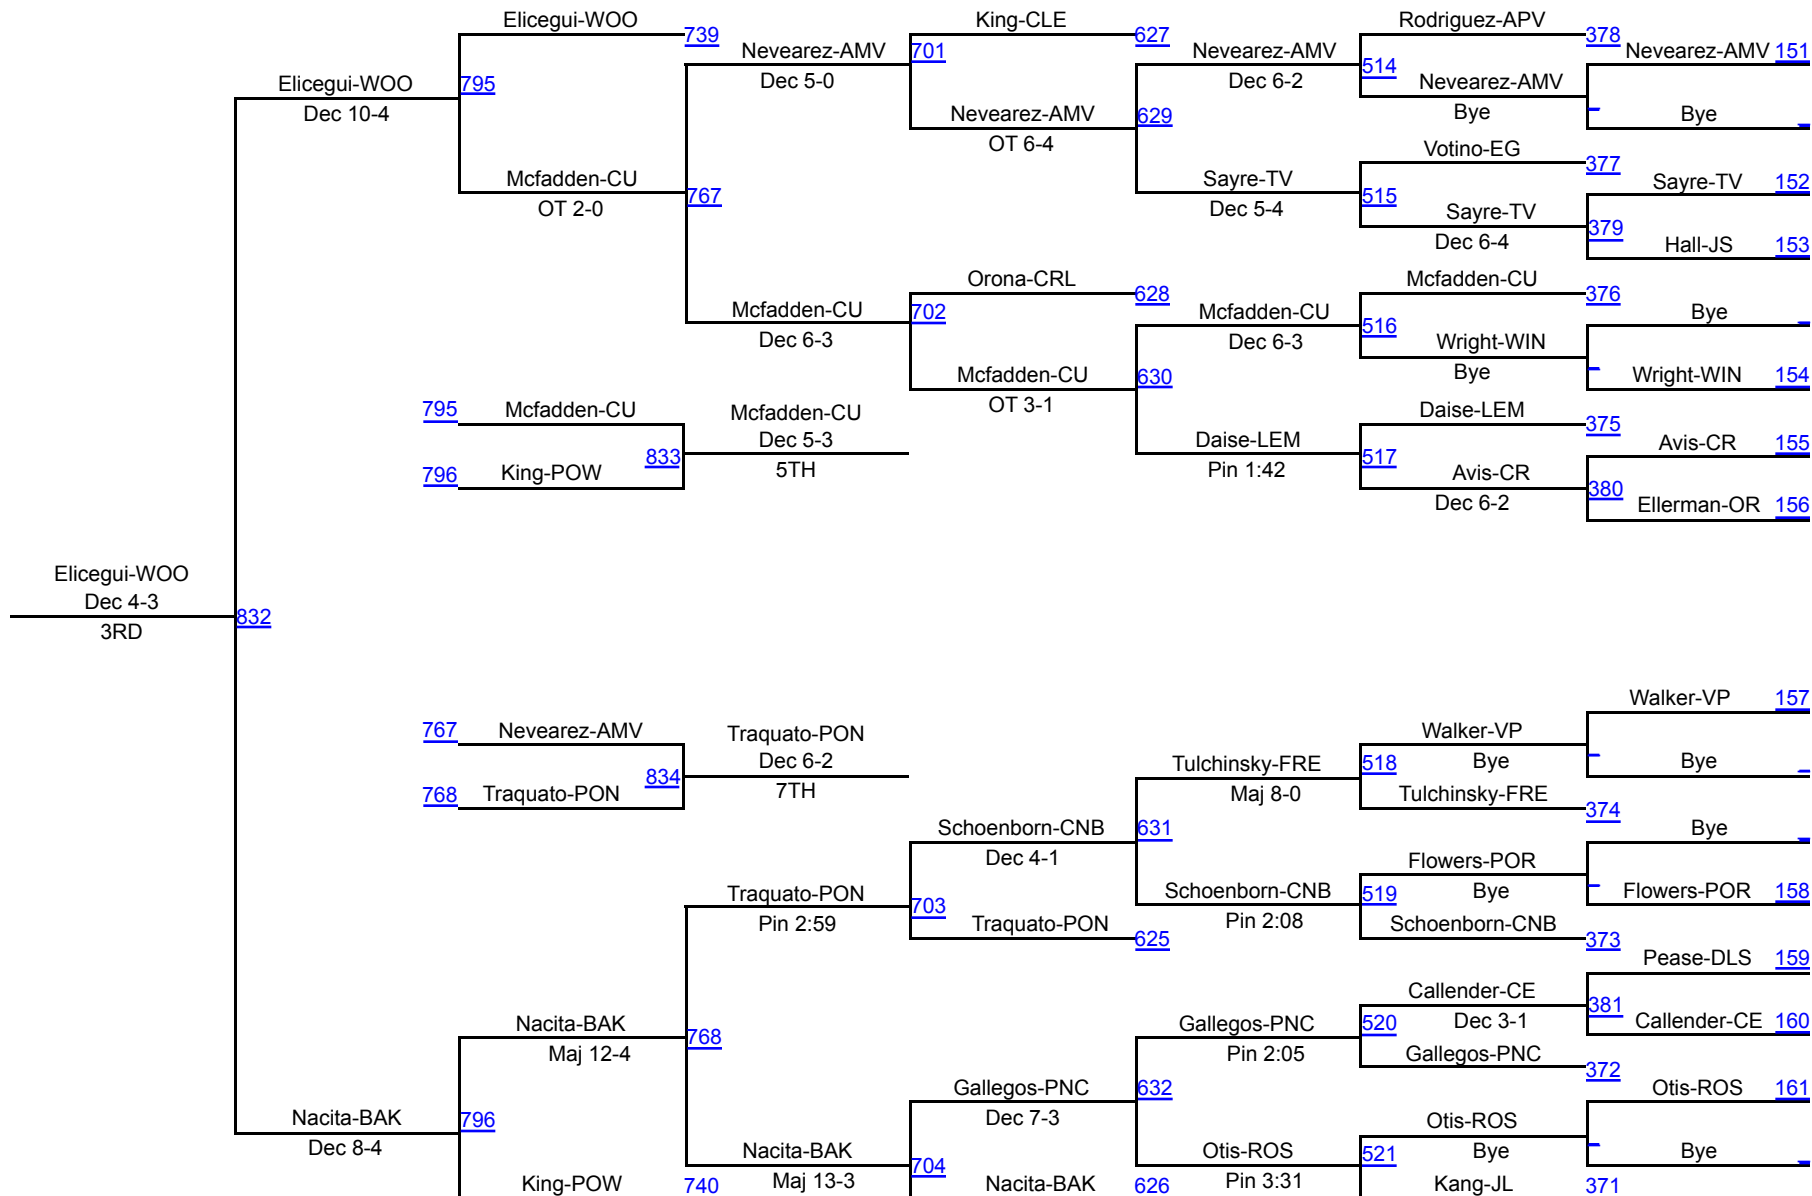 Elicegui-WOO
King-CLE
Rodriguez-APV
739
627
378
Nevearez-AMV
701
Nevearez-AMV
Nevearez-AMV
151
Dec 5-0
Dec 6-2
514
Elicegui-WOO
795
Nevearez-AMV
Dec 10-4
Nevearez-AMV
629
Bye
Bye
OT 6-4
Votino-EG
377
Mcfadden-CU
767
Sayre-TV
515
Sayre-TV
152
OT 2-0
Dec 5-4
Sayre-TV
379
Dec 6-4
Hall-JS
153
Orona-CRL
628
Mcfadden-CU
376
Mcfadden-CU
702
Mcfadden-CU
516
Bye
Dec 6-3
Dec 6-3
Wright-WIN
Mcfadden-CU
630
Bye
Wright-WIN
154
OT 3-1
795
Mcfadden-CU
Mcfadden-CU
Daise-LEM
375
Dec 5-3
833
5TH
Daise-LEM
517
Avis-CR
155
796
King-POW
Pin 1:42
Avis-CR
380
Dec 6-2
Ellerman-OR
156
Elicegui-WOO
Dec 4-3
832
3RD
Walker-VP
157
767
Nevearez-AMV
Traquato-PON
Walker-VP
Dec 6-2
Bye
Bye
834
7TH
Tulchinsky-FRE
518
768
Traquato-PON
Maj 8-0
Tulchinsky-FRE
374
Schoenborn-CNB
631
Bye
Dec 4-1
Flowers-POR
Traquato-PON
703
Schoenborn-CNB
519
Bye
Flowers-POR
158
Pin 2:59
Traquato-PON
625
Pin 2:08
Schoenborn-CNB
373
Pease-DLS
159
Callender-CE
381
Nacita-BAK
768
Gallegos-PNC
520
Dec 3-1
Callender-CE
160
Maj 12-4
Pin 2:05
Gallegos-PNC
372
Gallegos-PNC
632
Otis-ROS
161
Dec 7-3
Nacita-BAK
796
Otis-ROS
Dec 8-4
Nacita-BAK
704
Otis-ROS
521
Bye
Bye
King-POW
740
Maj 13-3
Nacita-BAK
626
Pin 3:31
Kang-JL
371